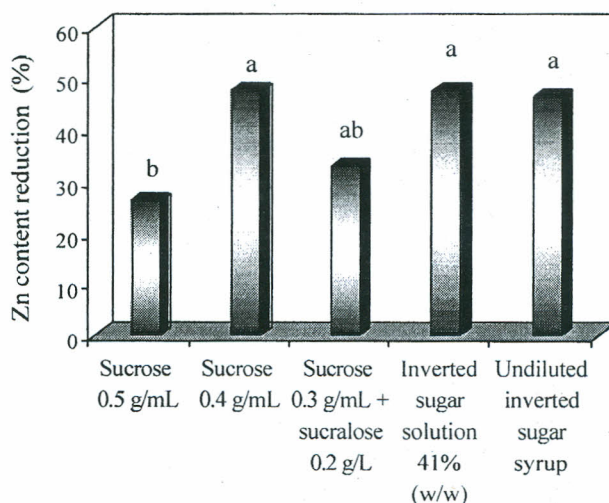 Zn content reduction (%)
60
50
40
30
20
10
0
b
a
ab
a
a
Sucrose
0.5 g/mL
Sucrose
0.4 g/mL
Sucrose
0.3 g/mL +
sucralose
0.2 g/L
Inverted
sugar
solution
41%
(w/w)
Undiluted
inverted
sugar
syrup